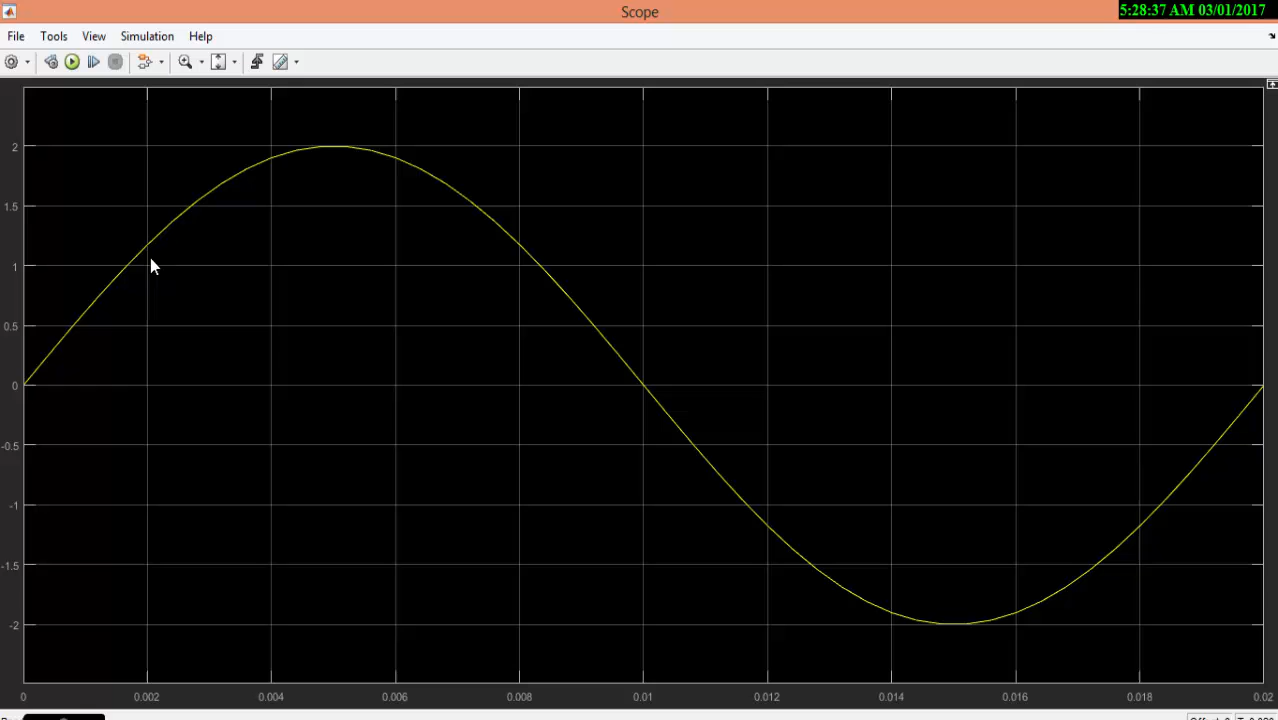 Scope
5:28:37 AM 03/01/2017
File Tools View Simulation Help
2
1.5
1
0.5
0
-0.5
-1
-1.5
-2
0 0.002 0.004 0.006 0.008 0.01 0.012 0.014 0.016 0.018 0.02